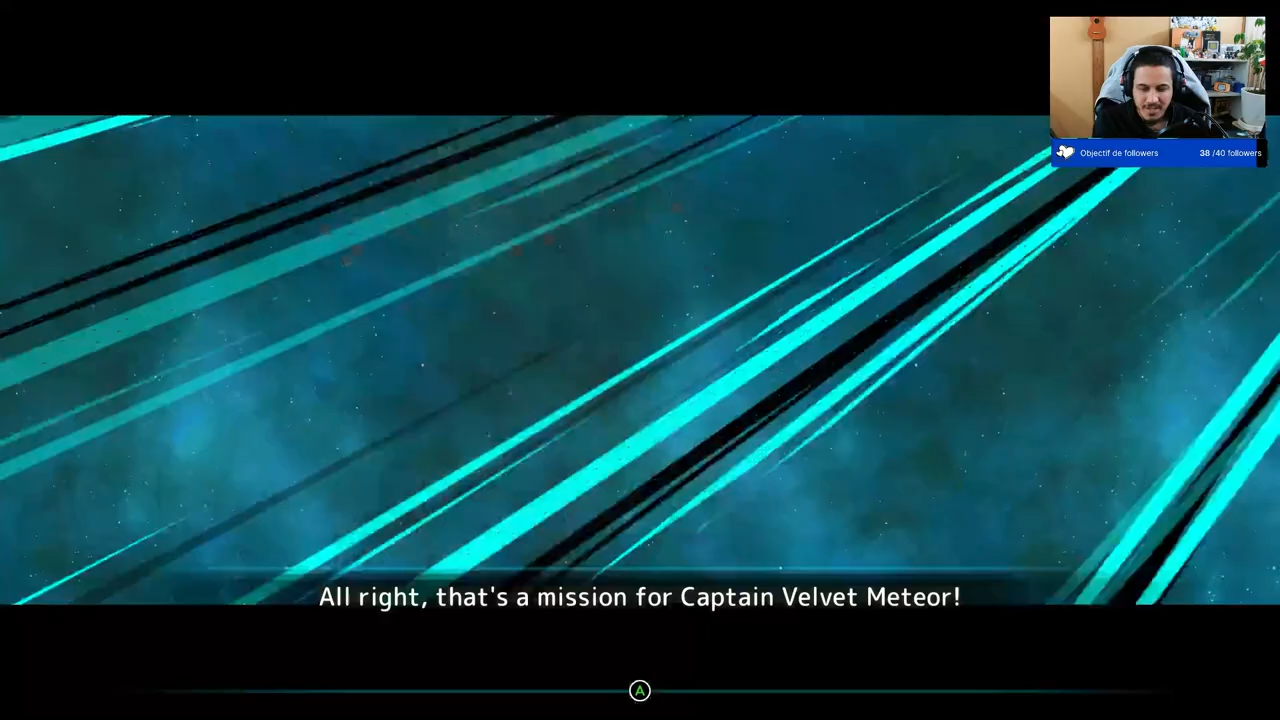 Objectif de followers 38 /40 followers
All right, that's a mission for Captain Velvet Meteor!
A